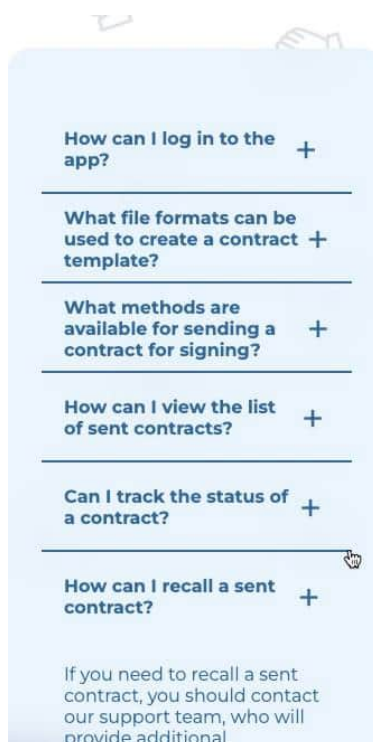 How can I log in to the
app?
What file formats can be
used to create a contract
template?
What methods are
available for sending a
contract for signing?
How can I view the list
of sent contracts?
Can I track the status of
a contract?
How can I recall a sent
contract?
If you need to recall a sent
contract, you should contact
our support team, who will
provide additional